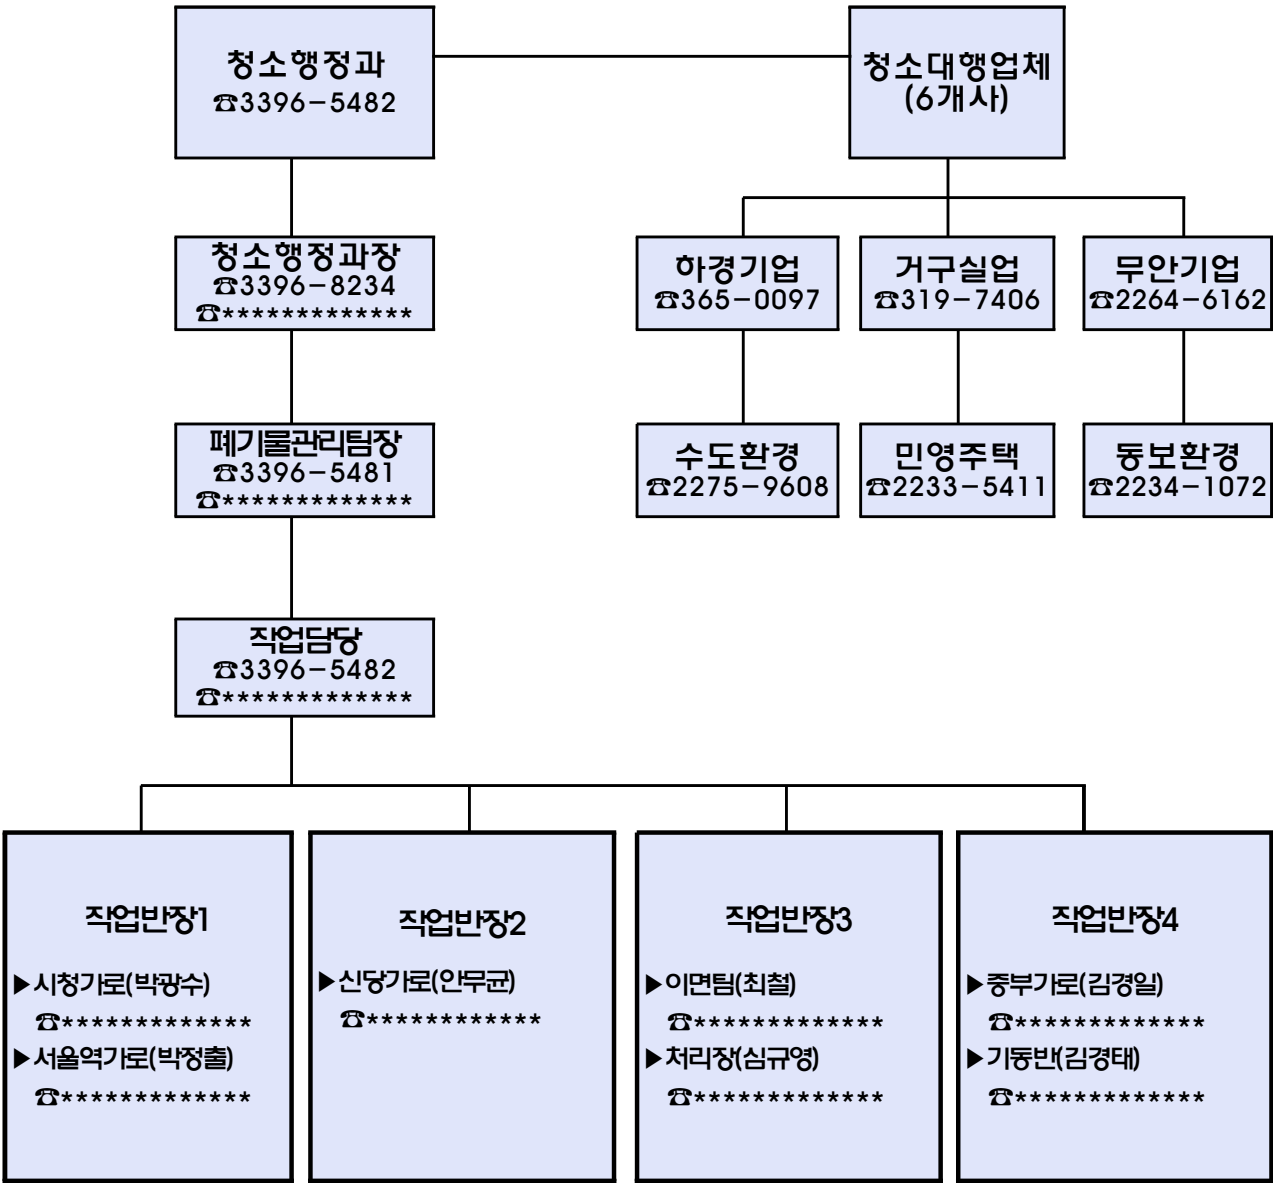 청소행정과
☎3396-5482
청소대행업체
(6개사)
청소행정과장
☎3396-8234
☎*************
하경기업
☎365-0097
거구실업
☎319-7406
무안기업
☎2264-6162
폐기물관리팀장
☎3396-5481
☎*************
수도환경
☎2275-9608
민영주택
☎2233-5411
동보환경
☎2234-1072
작업담당
☎3396-5482
☎*************
작업반장1
▶시청가로(박광수)
☎*************
▶서울역가로(박정출)
☎*************
작업반장2
▶신당가로(안무균)
☎************
작업반장3
▶이면팀(최철)
☎*************
▶처리장(심규영)
☎*************
작업반장4
▶중부가로(김경일)
☎*************
▶기동반(김경태)
☎*************